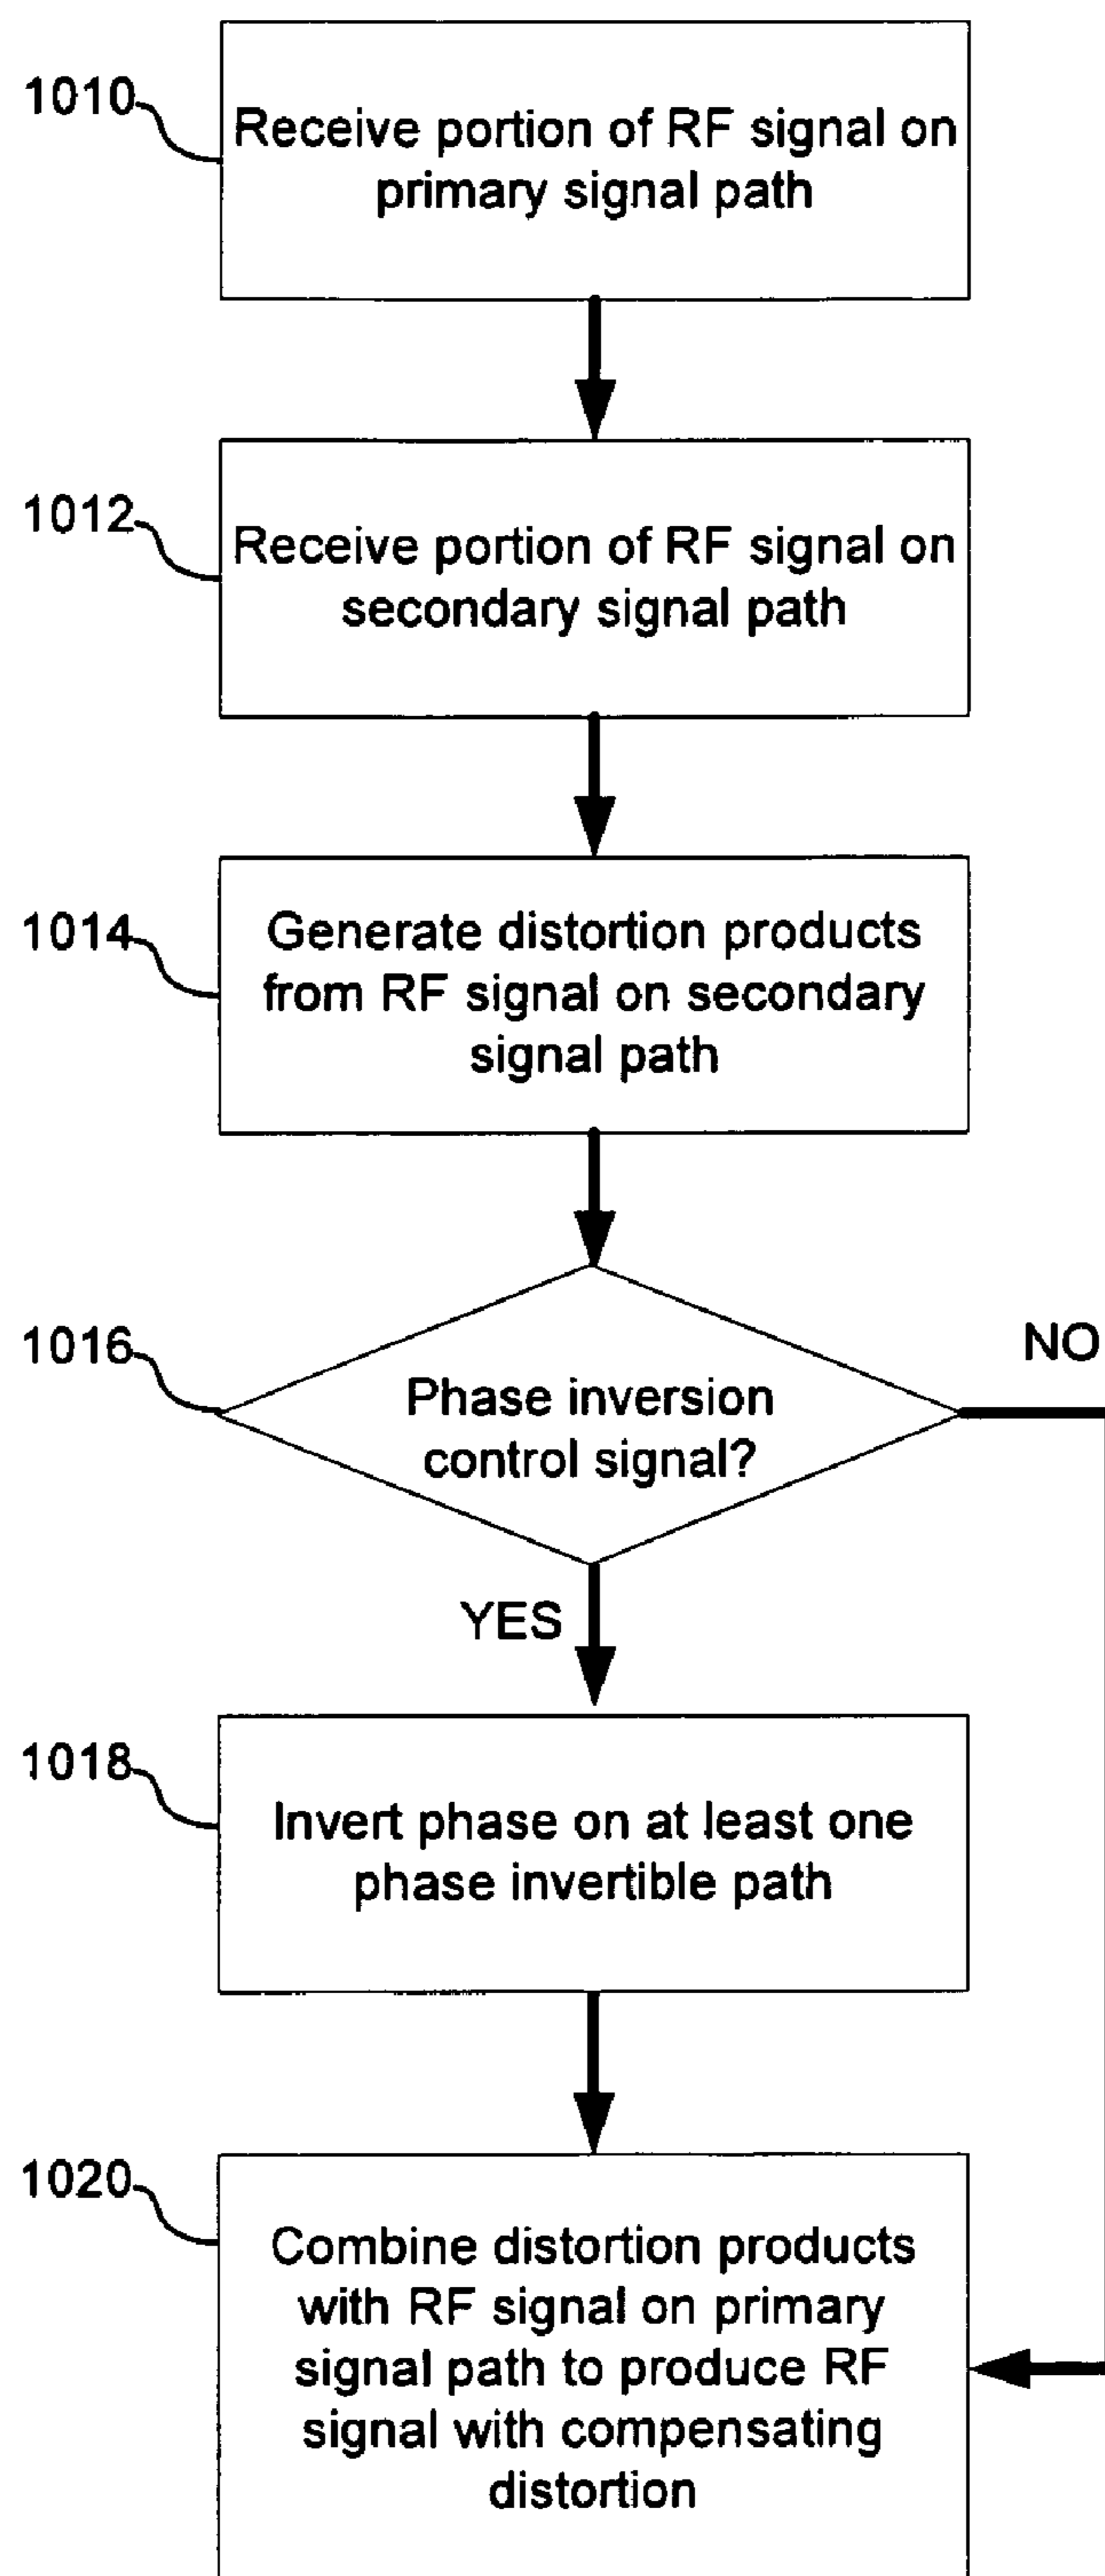 1010
Receive portion of RF signal on
primary signal path
1012
Receive portion of RF signal on
secondary signal path
1014
Generate distortion products
from RF signal on secondary
signal path
1016
Phase inversion
control signal?
NO
YES
1018
Invert phase on at least one
phase invertible path
1020
Combine distortion products
with RF signal on primary
signal path to produce RF
signal with compensating
distortion